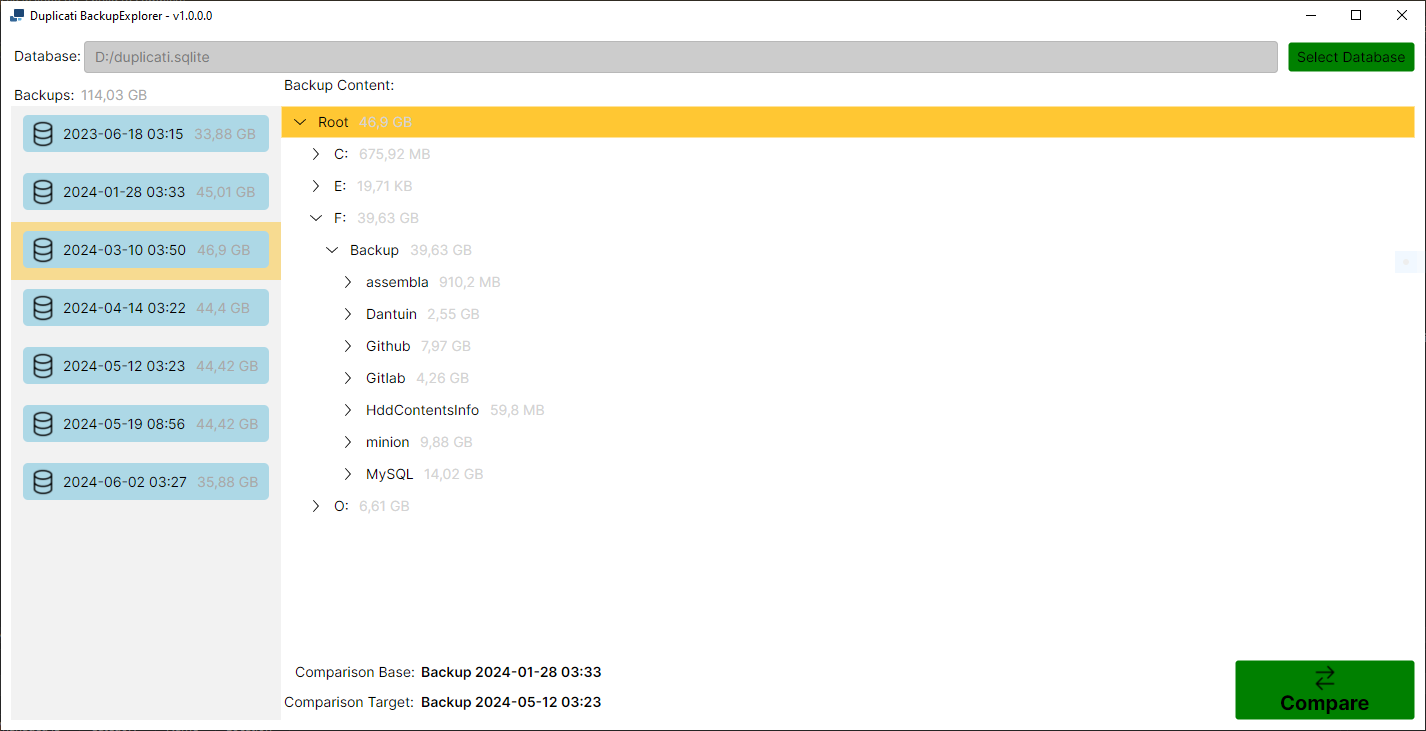 Duplicati BackupExplorer - v1.0.0.0
Database: D:/duplicati.sqlite Select Database
Backups: 114,03 GB
2023-06-18 03:15 33,88 GB
2024-01-28 03:33 45,01 GB
2024-03-10 03:50 46,9 GB
2024-04-14 03:22 44,4 GB
2024-05-12 03:23 44,42 GB
2024-05-19 08:56 44,42 GB
2024-06-02 03:27 35,88 GB
Backup Content:
Root 46,9 GB
C: 675,92 MB
E: 19,71 KB
F: 39,63 GB
Backup 39,63 GB
assembla 910,2 MB
Dantuin 2,55 GB
Github 7,97 GB
Gitlab 4,26 GB
HddContentsInfo 59,8 MB
minion 9,88 GB
MySQL 14,02 GB
O: 6,61 GB
Comparison Base: Backup 2024-01-28 03:33
Comparison Target: Backup 2024-05-12 03:23
Compare